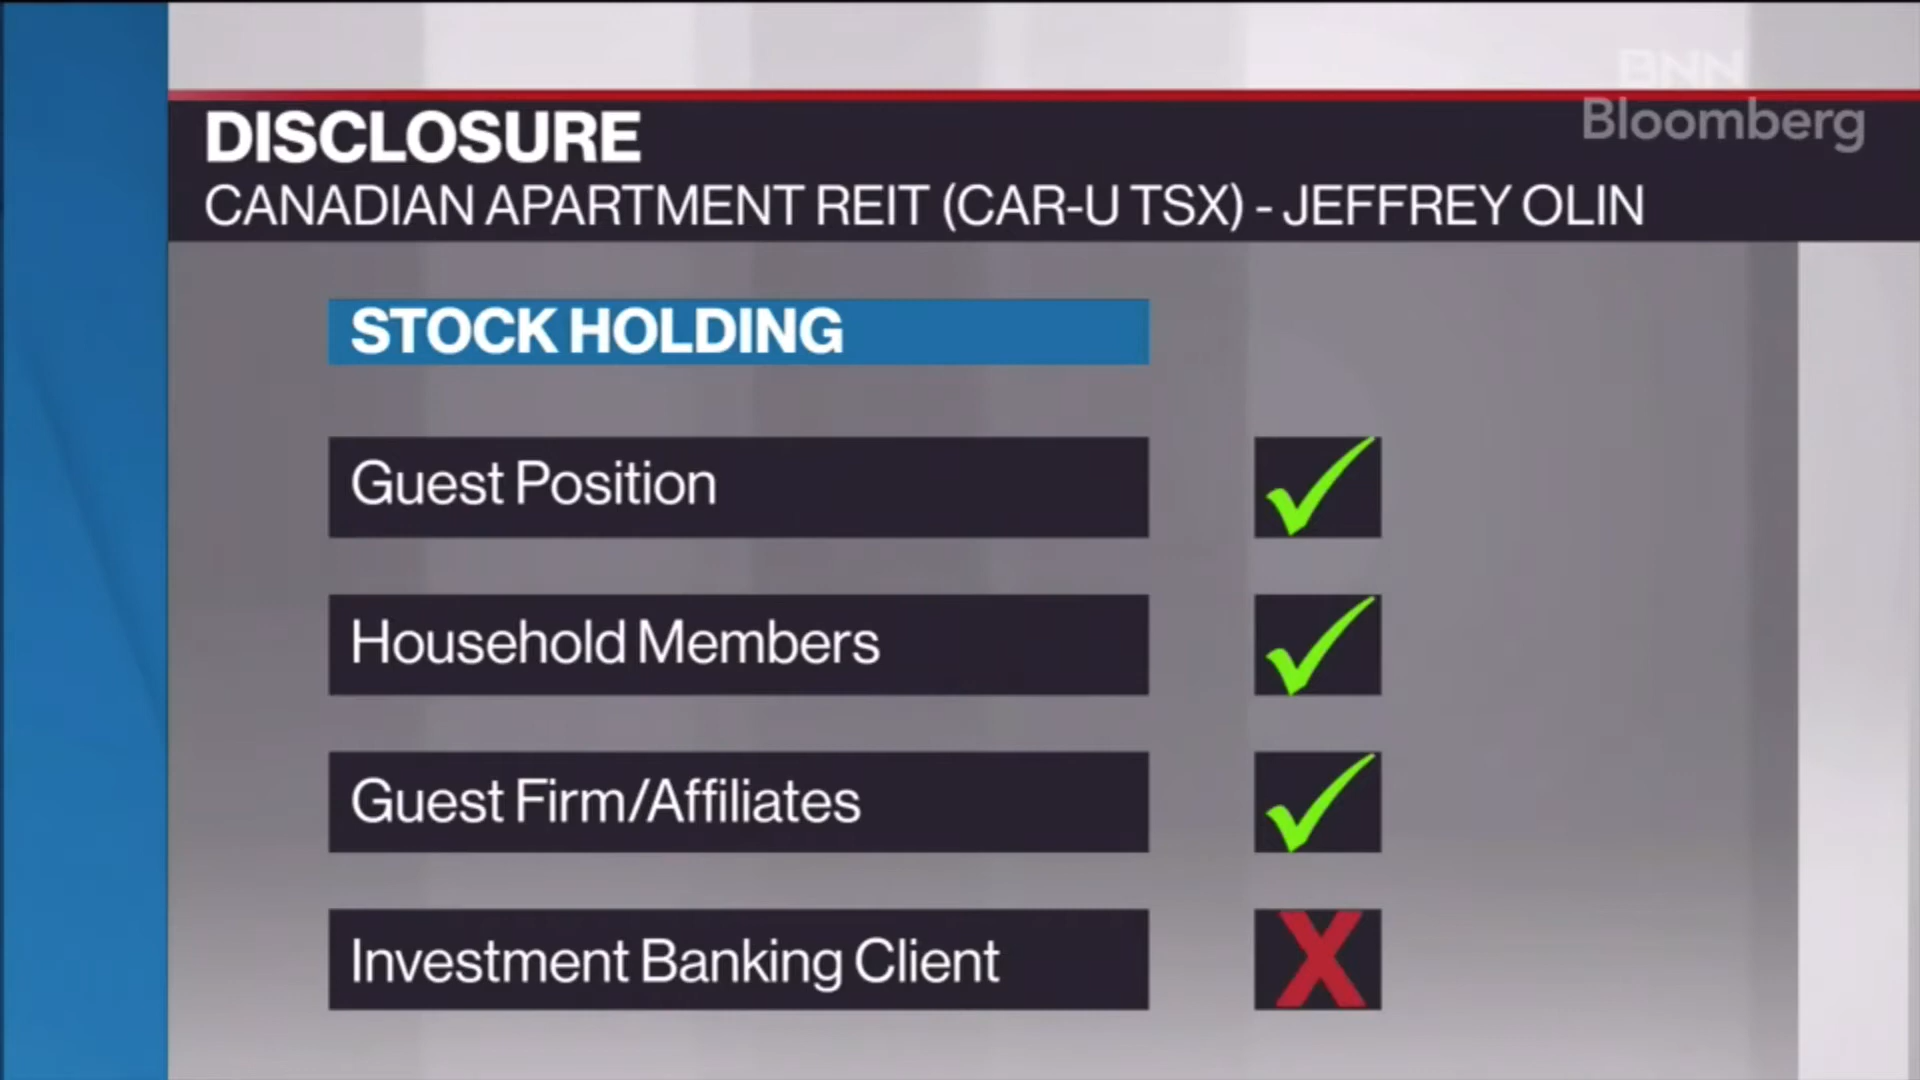 BNN
Bloomberg
DISCLOSURE
CANADIAN APARTMENT REIT (CAR-U TSX) - JEFFREY OLIN
STOCK HOLDING
Guest Position
Household Members
Guest Firm/Affiliates
Investment Banking Client
X